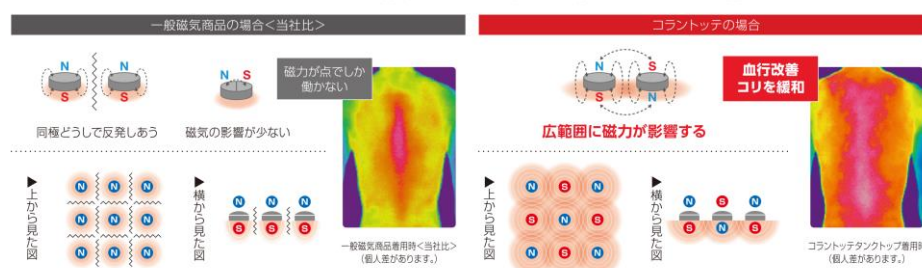 一般磁気商品の場合<当社比>
N
N
S
S
同極どうしで反発しあう
N S
磁気の影響が少ない
磁力が点でしか
働かない
▶上から見た図
N N N
N N N
N N N
▶横から見た図
N N N
S S S
一般磁気商品着用時<当社比>
(個人差があります。)
コラントッテの場合
N S
S N
広範囲に磁力が影響する
血行改善
コリを緩和
▶上から見た図
N S N
S N S
N S N
▶横から見た図
N S N
S N S
コラントッテタンクトップ着用時
(個人差があります。)